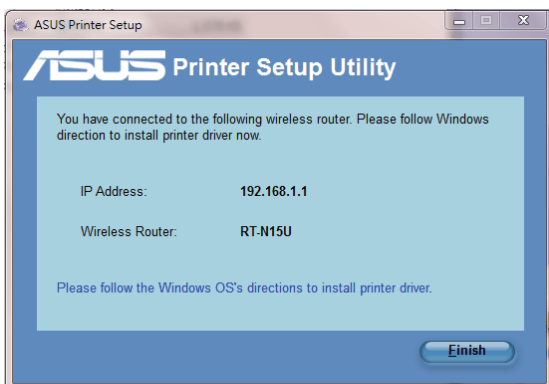 ASUS Printer Setup
ASUS Printer Setup Utility
You have connected to the following wireless router. Please follow Windows
direction to install printer driver now.
IP Address: 192.168.1.1
Wireless Router: RT-N15U
Please follow the Windows OS's directions to install printer driver.
Finish